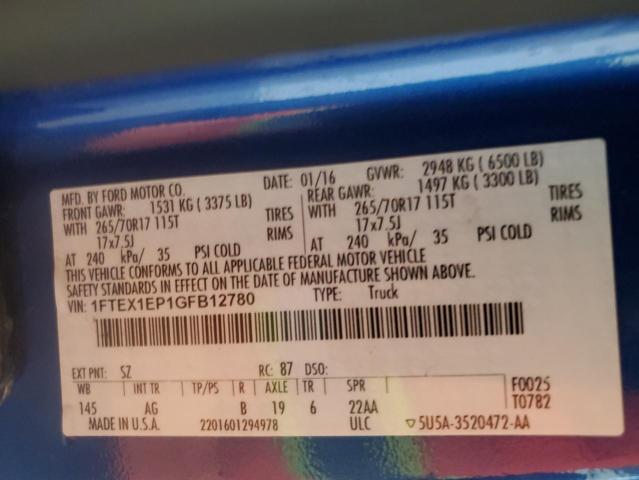 MFD. BY FORD MOTOR CO. DATE: 01/16 GVWR: 2948 KG ( 6500 LB)
FRONT GAWR: 1531 KG ( 3375 LB) REAR GAWR: 1497 KG ( 3300 LB)
WITH 265/70R17 115T TIRES WITH 265/70R17 115T TIRES
17x7.5J RIMS 17x7.5J RIMS
AT 240 kPa/ 35 PSI COLD AT 240 kPa/ 35 PSI COLD
THIS VEHICLE CONFORMS TO ALL APPLICABLE FEDERAL MOTOR VEHICLE
SAFETY STANDARDS IN EFFECT ON THE DATE OF MANUFACTURE SHOWN ABOVE.
VIN: 1FTEX1EP1GFB12780 TYPE: Truck
EXT PNT: SZ RC: 87 DSO:
WB INT TR TP/PS R AXLE TR SPR F0025
145 AG B 19 6 22AA T0782
MADE IN U.S.A. 2201601294978 ULC ▽5U5A-3520472-AA